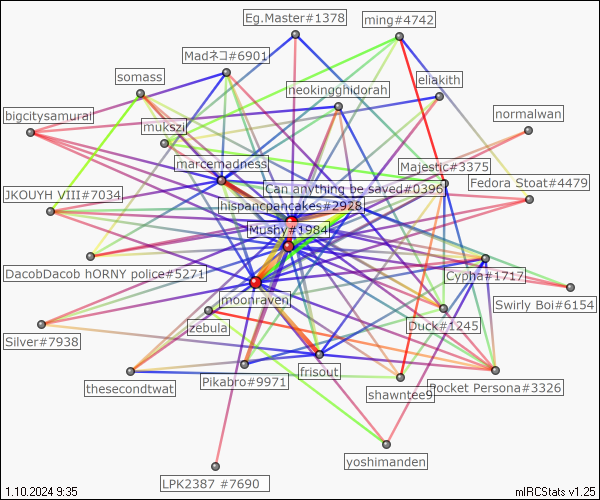 Eg.Master#1378
ming#4742
Madネコ#6901
somass
eliakith
neokingghidorah
bigcitysamurai
normalwan
mukszi
marcemadness
Majestic#3375
JKOUYH VIII#7034
Can anything be saved#0396
Fedora Stoat#4479
hispancpancakes#2928
Mushy#1984
DacobDacob hORNY police#5271
Cypha#1717
moonraven
Swirly Boi#6154
zebula
Duck#1245
Silver#7938
frisout
thesecondtwat
Pikabro#9971
Pocket Persona#3326
shawntee9
yoshimanden
LPK2387 #7690
1.10.2024 9:35
mIRCStats v1.25